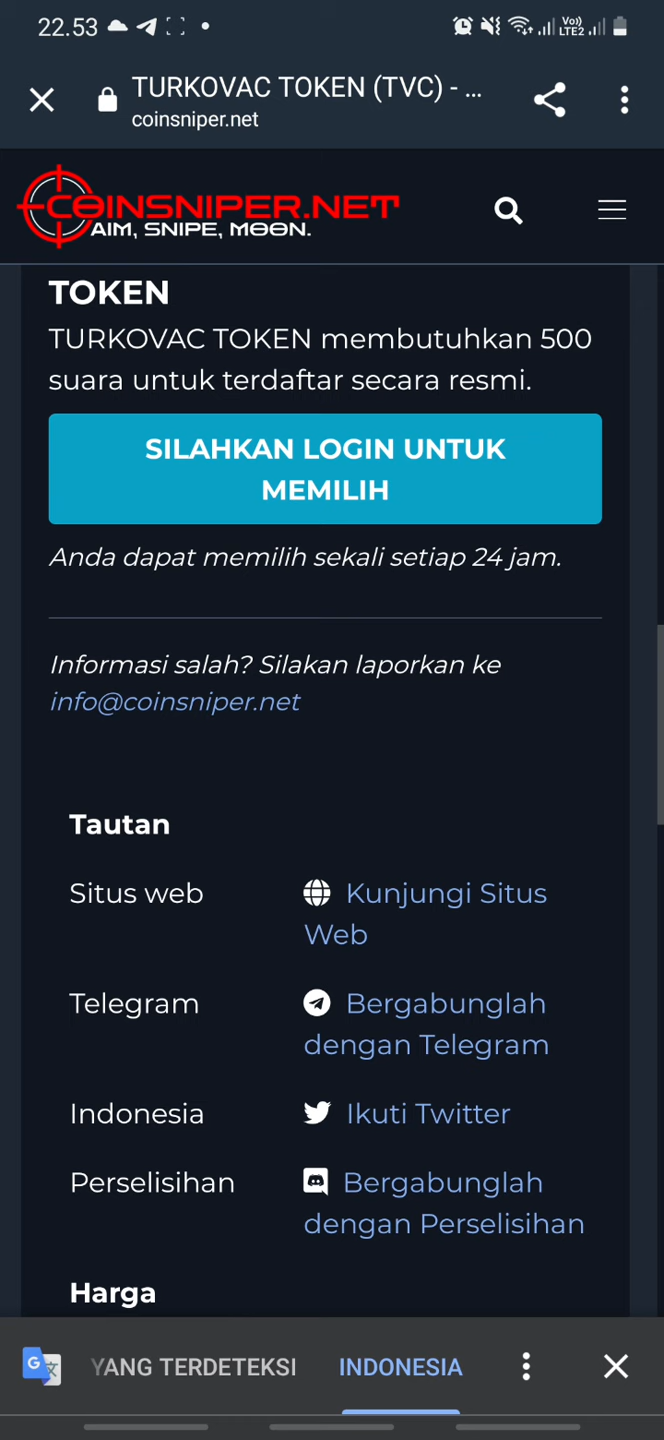 22.53
Vo))
LTE2
TURKOVAC TOKEN (TVC) - ...
coinsniper.net
COINSNIPER.NET
AIM, SNIPE, MOON.
TOKEN
TURKOVAC TOKEN membutuhkan 500
suara untuk terdaftar secara resmi.
SILAHKAN LOGIN UNTUK
MEMILIH
Anda dapat memilih sekali setiap 24 jam.
Informasi salah? Silakan laporkan ke
info@coinsniper.net
Tautan
Situs web Kunjungi Situs
Web
Telegram Bergabunglah
dengan Telegram
Indonesia Ikuti Twitter
Perselisihan Bergabunglah
dengan Perselisihan
Harga
G YANG TERDETEKSI INDONESIA